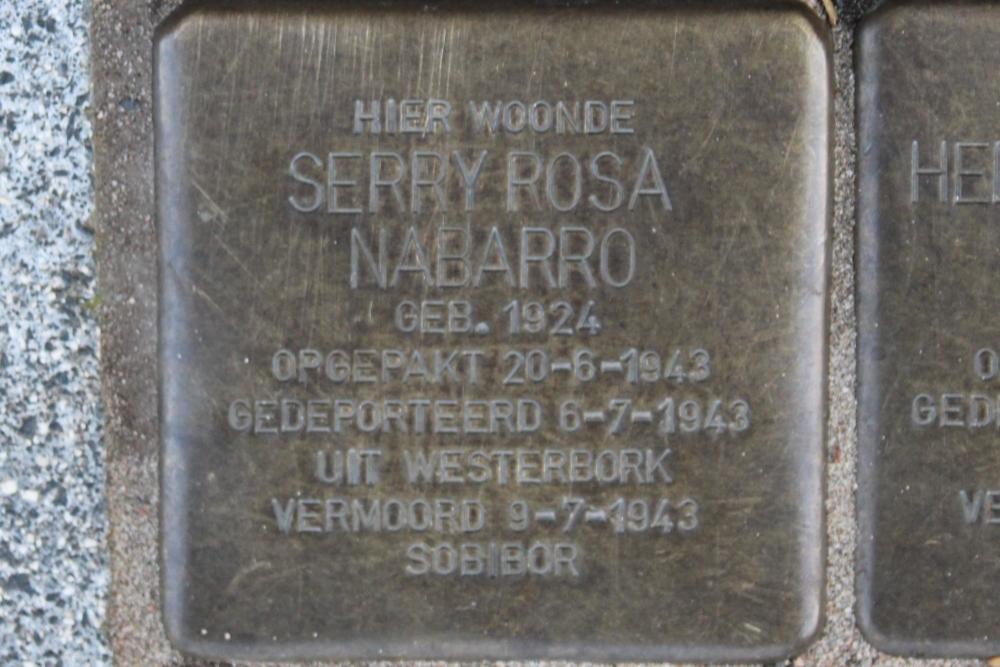 HIER WOONDE
SERRY ROSA
NABARRO
GEB. 1924
OPGEPAKT 20-6-1943
GEDEPORTEERD 6-7-1943
UIT WESTERBORK
VERMOORD 9-7-1943
SOBIBOR